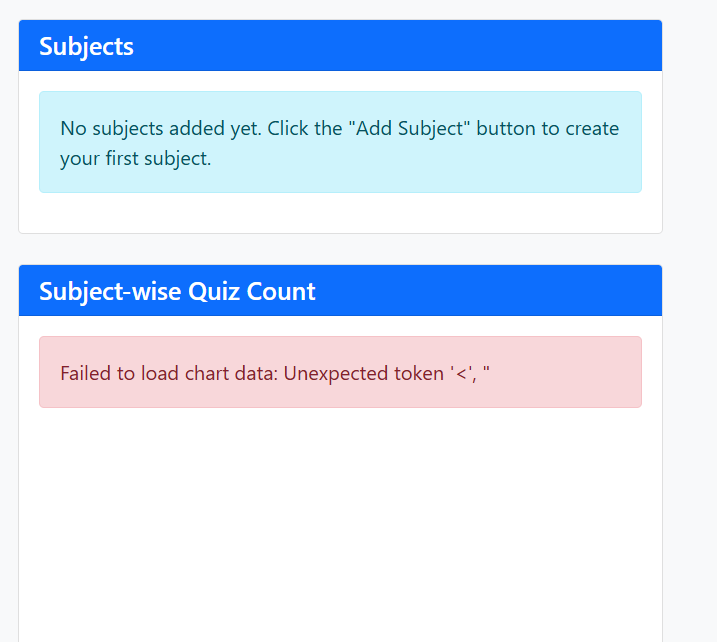 Subjects
No subjects added yet. Click the "Add Subject" button to create
your first subject.
Subject-wise Quiz Count
Failed to load chart data: Unexpected token '<', "